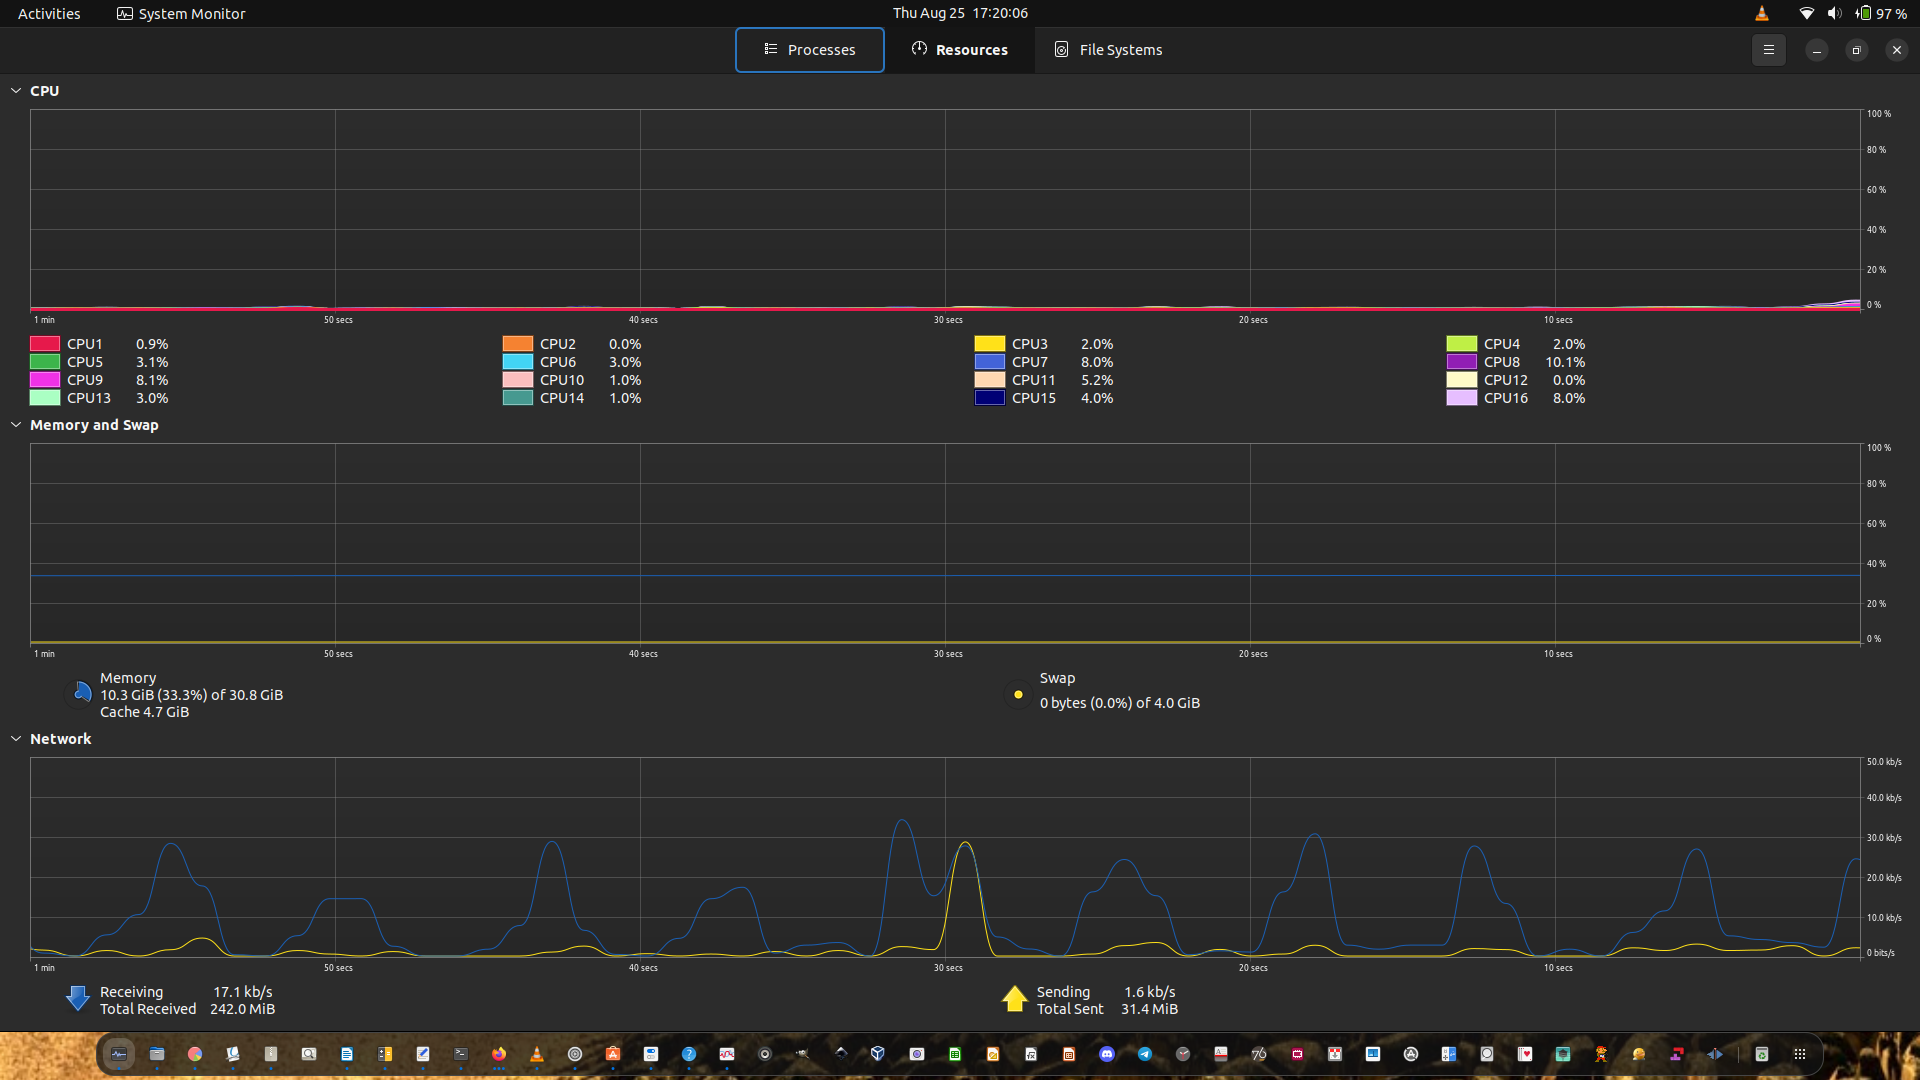 Activities System Monitor Thu Aug 25 17:20:06 97 %
Processes Resources File Systems
CPU
100 %
80 %
60 %
40 %
20 %
0 %
1 min 50 secs 40 secs 30 secs 20 secs 10 secs
CPU1 0.9% CPU2 0.0% CPU3 2.0% CPU4 2.0%
CPU5 3.1% CPU6 3.0% CPU7 8.0% CPU8 10.1%
CPU9 8.1% CPU10 1.0% CPU11 5.2% CPU12 0.0%
CPU13 3.0% CPU14 1.0% CPU15 4.0% CPU16 8.0%
Memory and Swap
100 %
80 %
60 %
40 %
20 %
0 %
1 min 50 secs 40 secs 30 secs 20 secs 10 secs
Memory Swap
10.3 GiB (33.3%) of 30.8 GiB 0 bytes (0.0%) of 4.0 GiB
Cache 4.7 GiB
Network
50.0 kb/s
40.0 kb/s
30.0 kb/s
20.0 kb/s
10.0 kb/s
0 bits/s
1 min 50 secs 40 secs 30 secs 20 secs 10 secs
Receiving 17.1 kb/s Sending 1.6 kb/s
Total Received 242.0 MiB Total Sent 31.4 MiB
76